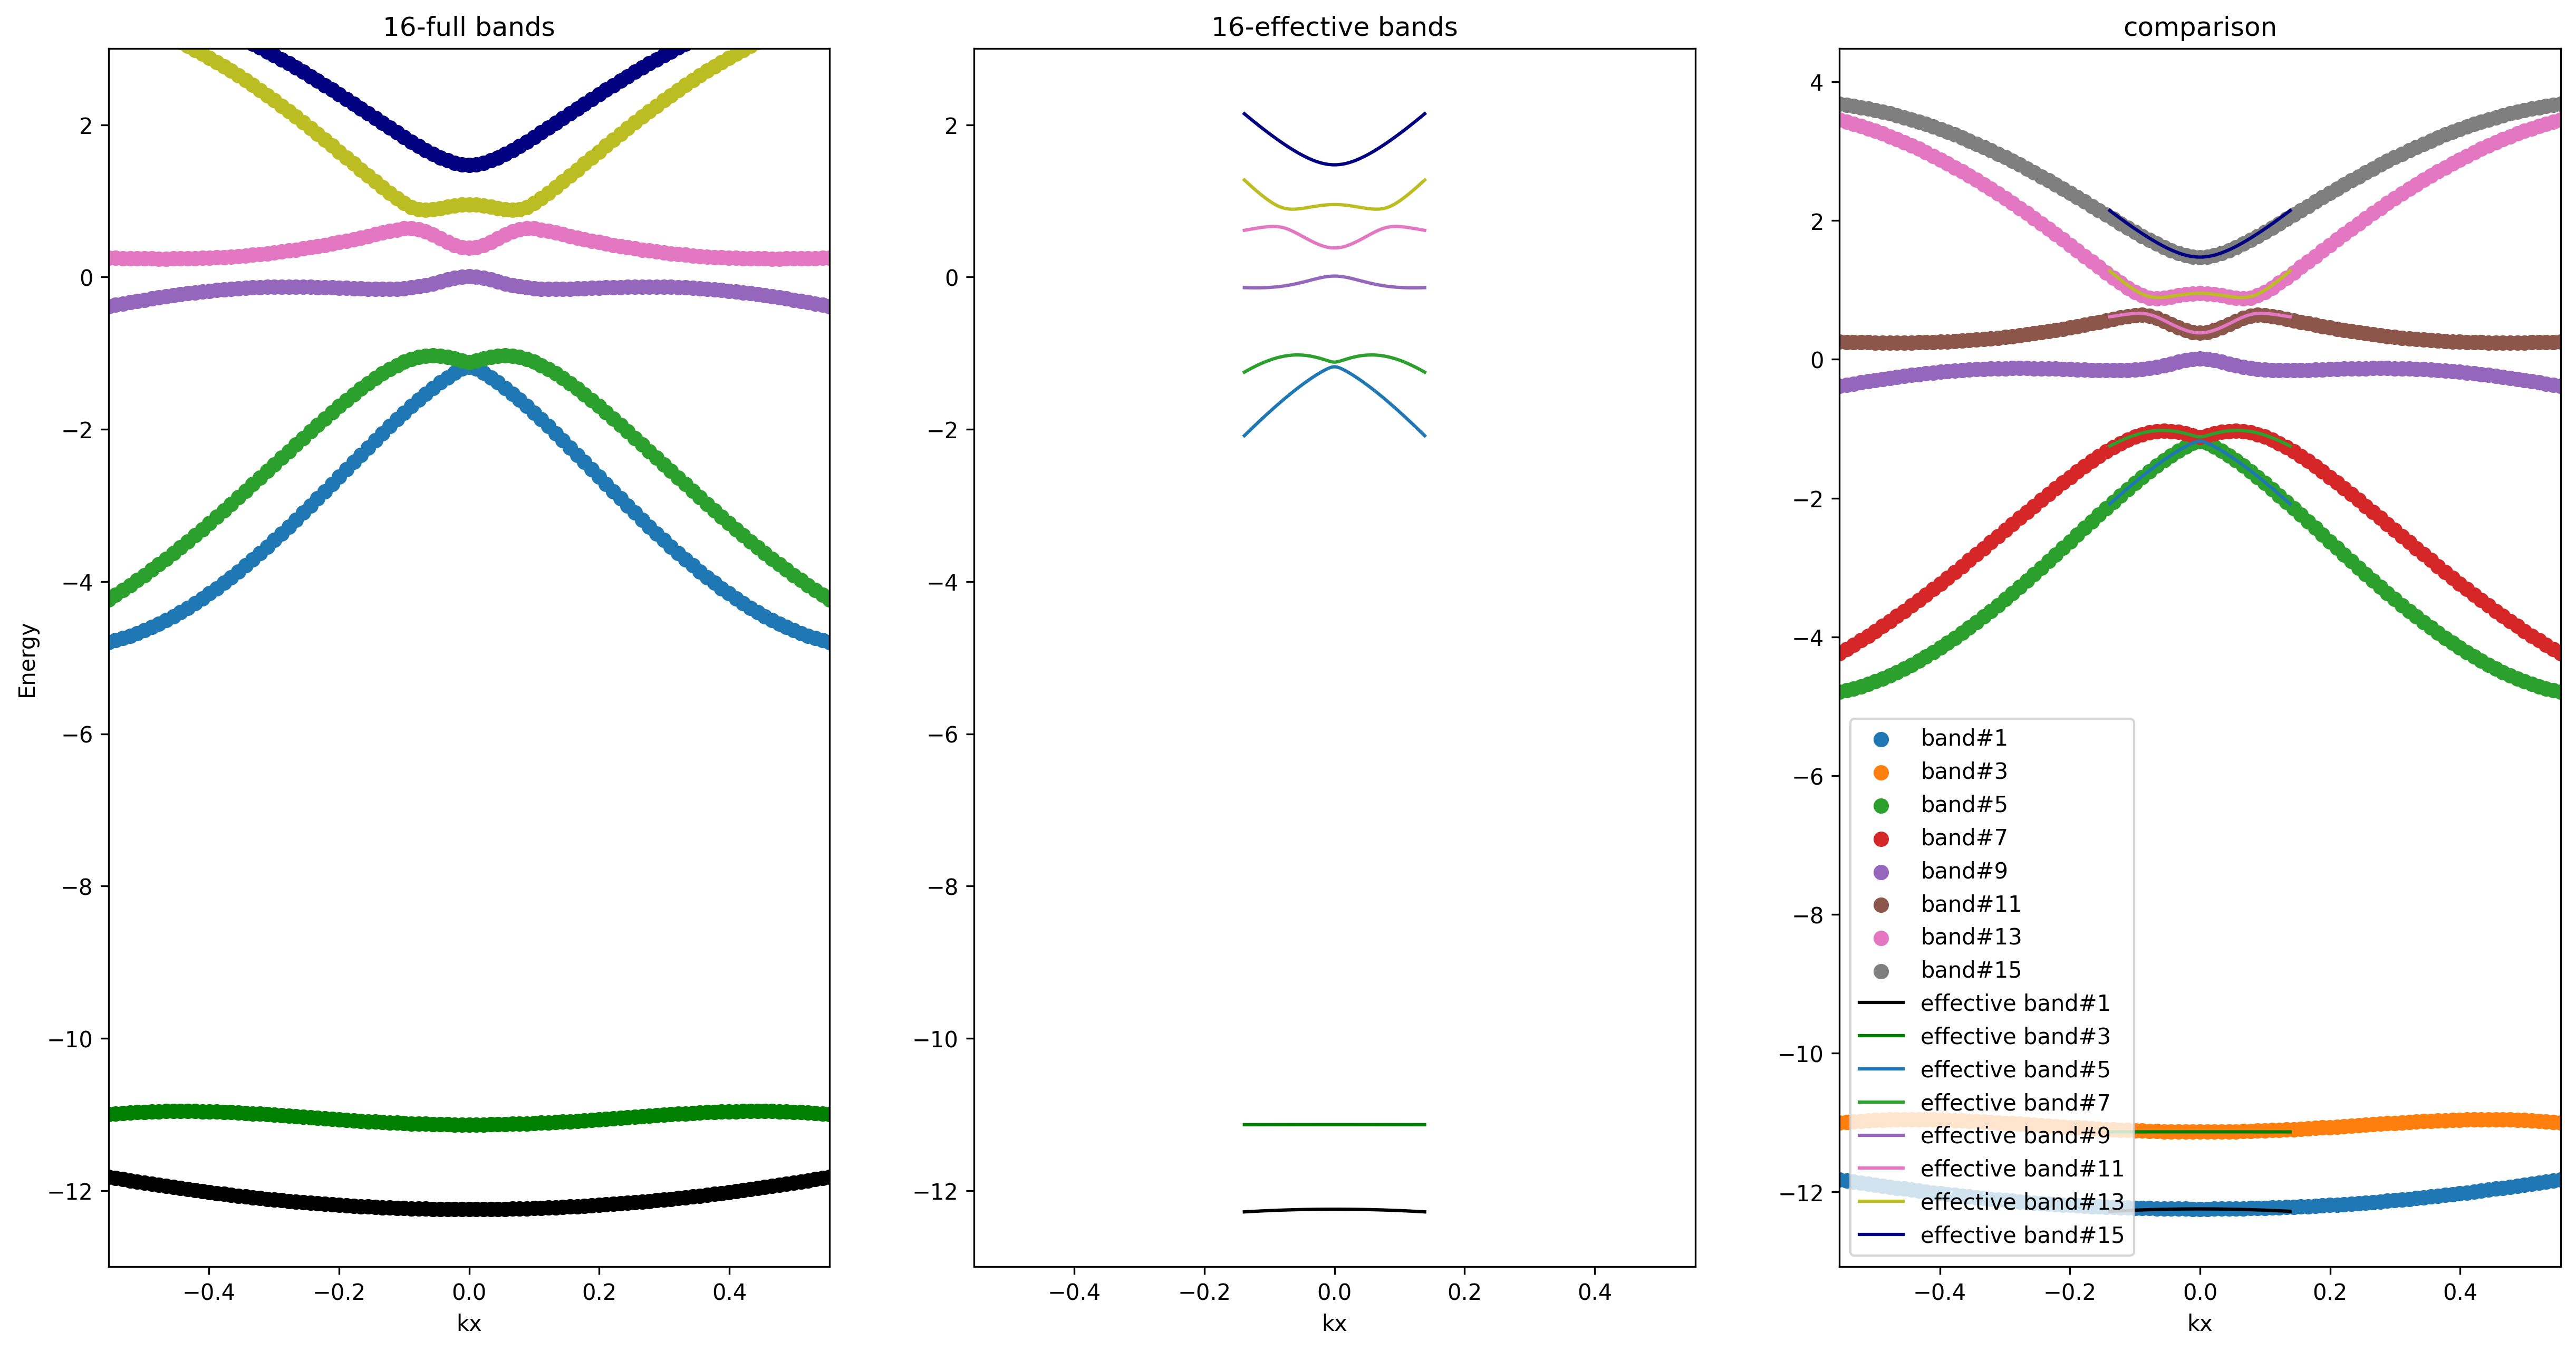 16-full bands
2
0
−2
−4
−6
−8
−10
−12
Energy
−0.4
−0.2
0.0
0.2
0.4
kx
16-effective bands
2
0
−2
−4
−6
−8
−10
−12
−0.4
−0.2
0.0
0.2
0.4
kx
comparison
4
2
0
−2
−4
−6
−8
−10
−12
band#1
band#3
band#5
band#7
band#9
band#11
band#13
band#15
effective band#1
effective band#3
effective band#5
effective band#7
effective band#9
effective band#11
effective band#13
effective band#15
−0.4
−0.2
0.0
0.2
0.4
kx